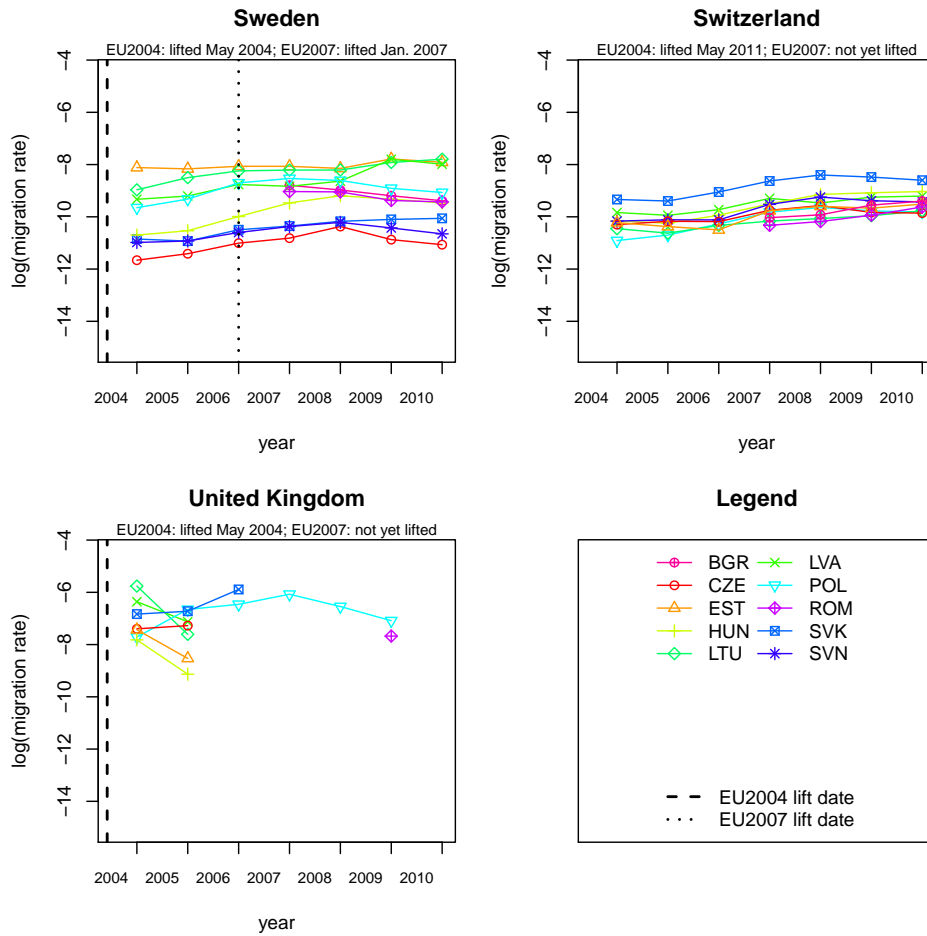 Sweden
EU2004: lifted May 2004; EU2007: lifted Jan. 2007
log(migration rate)
−4
−6
−8
−10
−12
−14
2004 2005 2006 2007 2008 2009 2010
year
Switzerland
EU2004: lifted May 2011; EU2007: not yet lifted
log(migration rate)
−4
−6
−8
−10
−12
−14
2004 2005 2006 2007 2008 2009 2010
year
United Kingdom
EU2004: lifted May 2004; EU2007: not yet lifted
log(migration rate)
−4
−6
−8
−10
−12
−14
2004 2005 2006 2007 2008 2009 2010
year
Legend
BGR
CZE
EST
HUN
LTU
LVA
POL
ROM
SVK
SVN
EU2004 lift date
EU2007 lift date